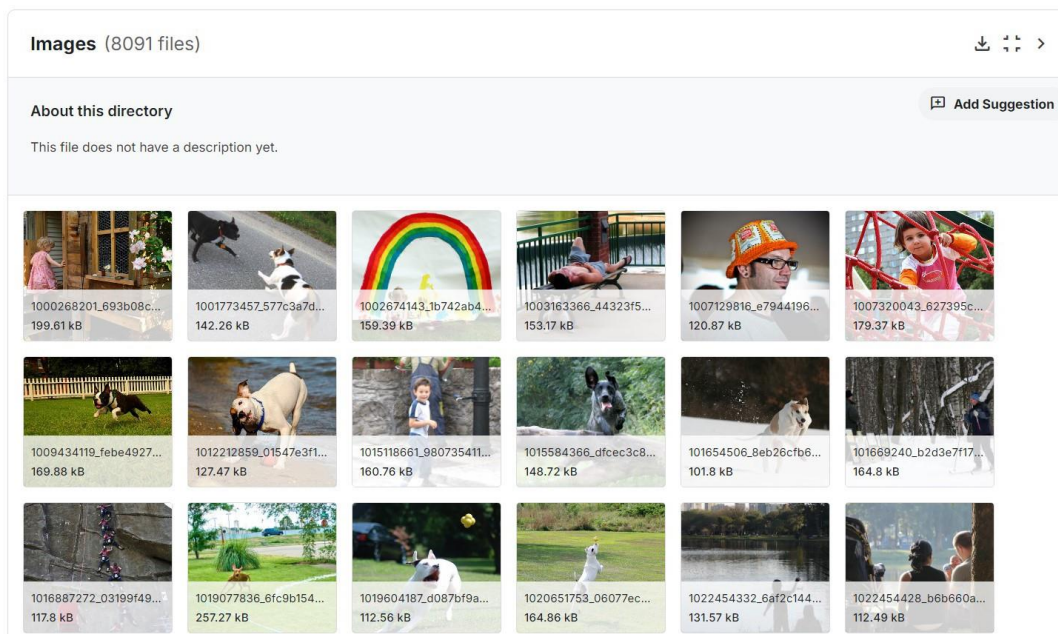 Images (8091 files)
About this directory
Add Suggestion
This file does not have a description yet.
1000268201_693b08c...
199.61 kB
1001773457_577c3a7d...
142.26 kB
1002674143_1b742ab4...
159.39 kB
1003163366_44323f5...
153.17 kB
1007129816_e7944196...
120.87 kB
1007320043_627395c...
179.37 kB
1009434119_febe4927...
169.88 kB
1012212859_01547e3f1...
127.47 kB
1015118661_980735411...
160.76 kB
1015584366_dfcec3c8...
148.72 kB
101654506_8eb26cfb6...
101.8 kB
101669240_b2d3e7f17...
164.8 kB
1016887272_03199f49...
117.8 kB
1019077836_6fc9b154...
257.27 kB
1019604187_d087bf9a...
112.56 kB
1020651753_06077ec...
164.86 kB
1022454332_6af2c144...
131.57 kB
1022454428_b6b660a...
112.49 kB